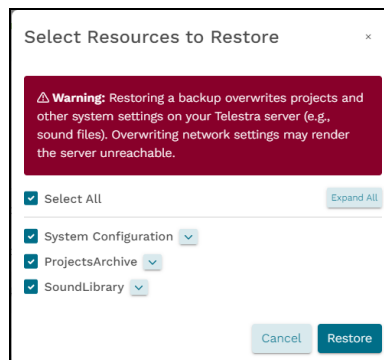 Select Resources to Restore ×
⚠ Warning: Restoring a backup overwrites projects and
other system settings on your Telestra server (e.g.,
sound files). Overwriting network settings may render
the server unreachable.
Select All Expand All
System Configuration
ProjectsArchive
SoundLibrary
Cancel Restore